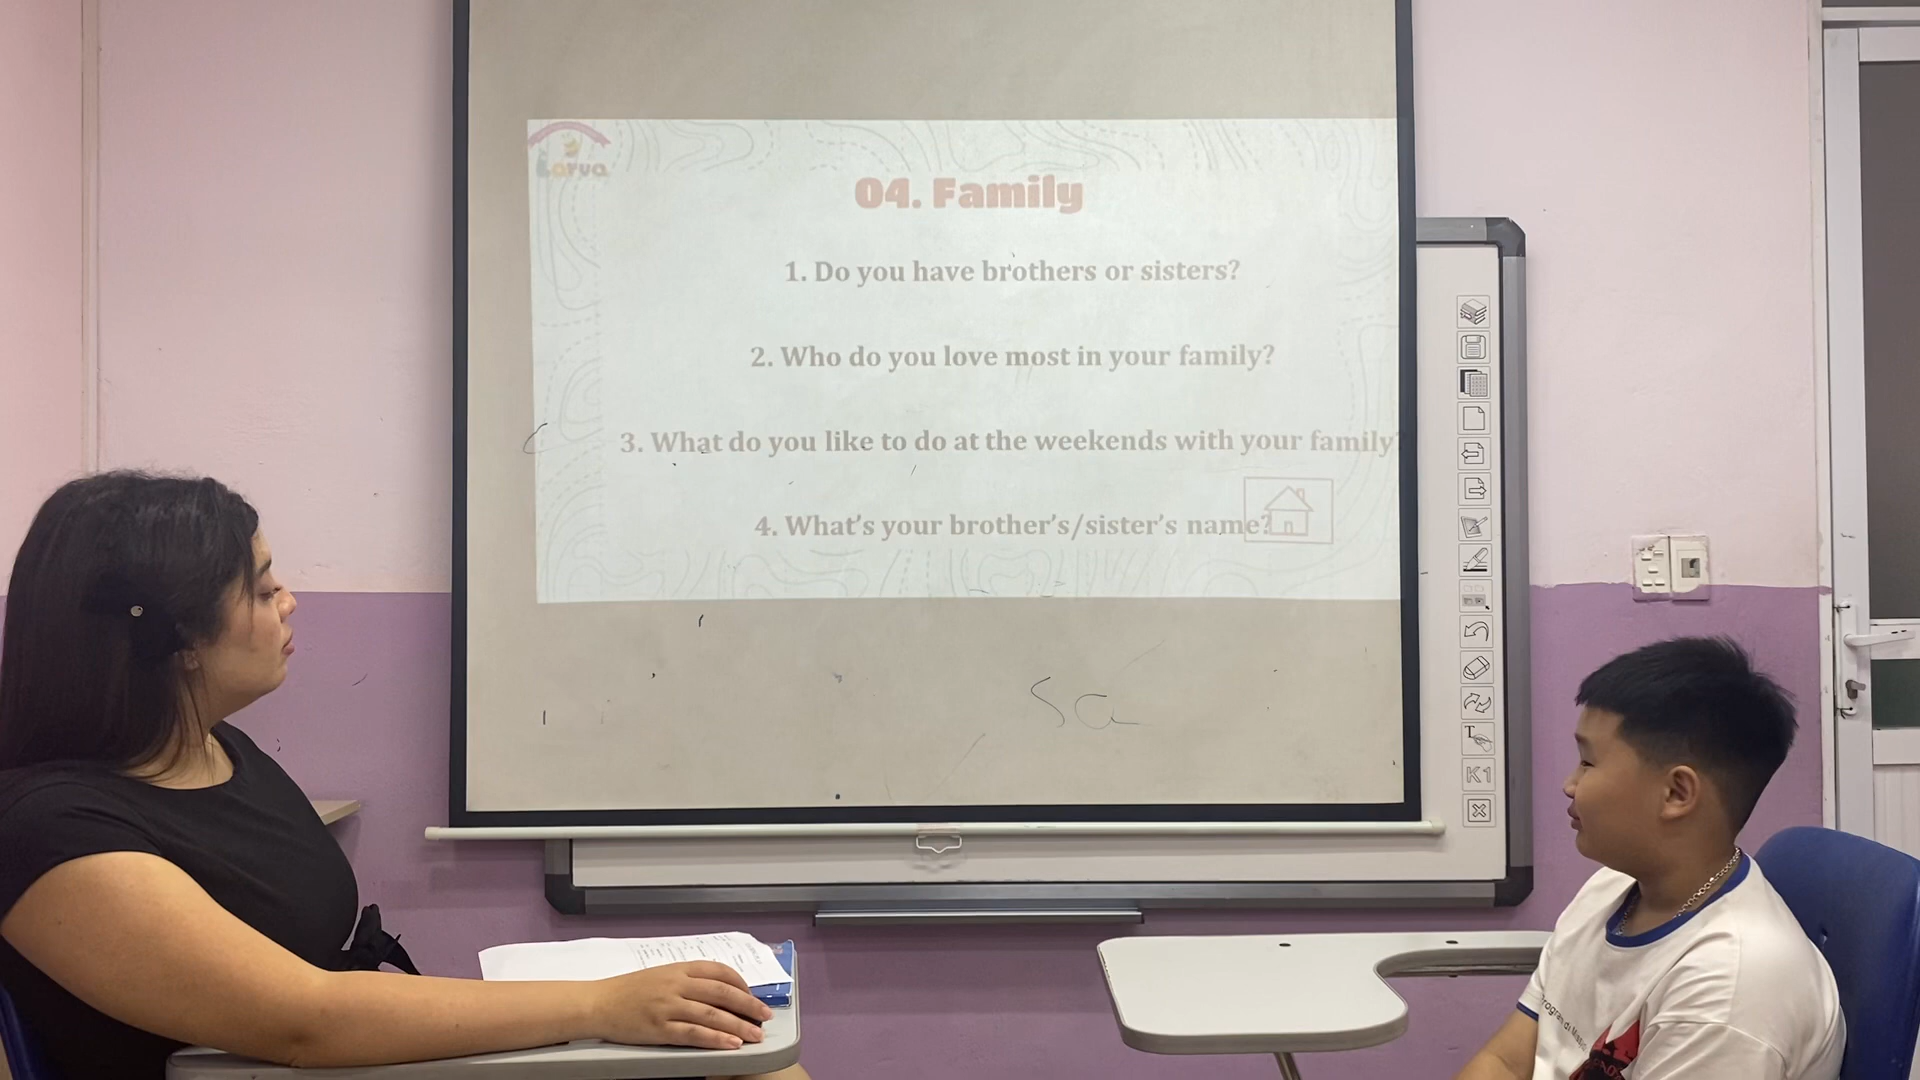 Larva
04. Family
1. Do you have brothers or sisters?
2. Who do you love most in your family?
3. What do you like to do at the weekends with your family?
4. What's your brother's/sister's name?
T
K1
sa